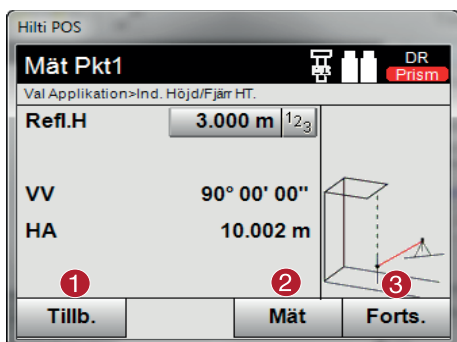 Hilti POS
Mät Pkt1
DR
Prism
Val Applikation>Ind. Höjd/Fjärr HT.
Refl.H 3.000 m 123
VV 90° 00' 00"
HA 10.002 m
1 2 3
Tillb. Mät Forts.